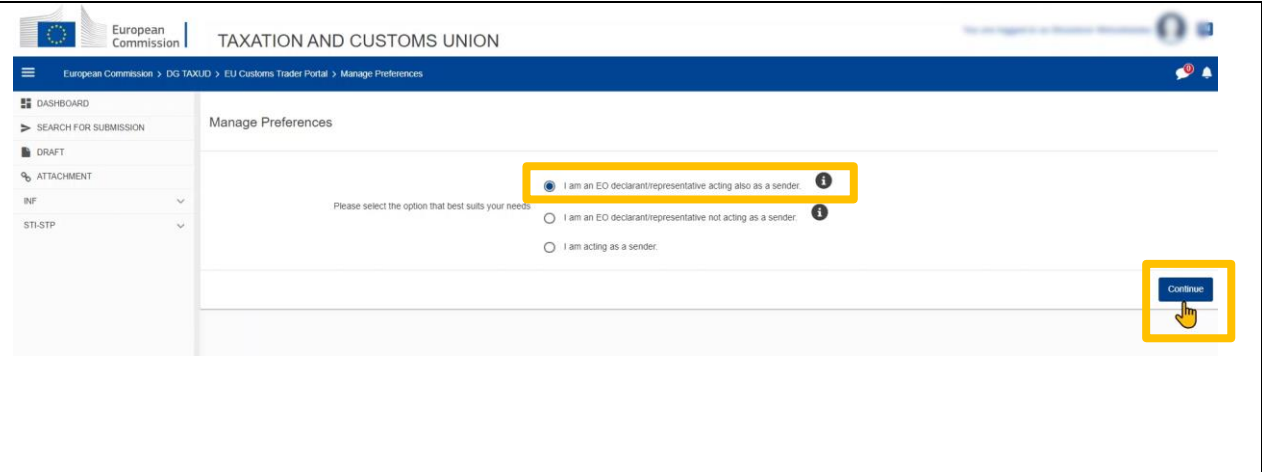 European
Commission
TAXATION AND CUSTOMS UNION
European Commission > DG TAXUD > EU Customs Trader Portal > Manage Preferences
0
DASHBOARD
SEARCH FOR SUBMISSION
DRAFT
ATTACHMENT
INF
STI-STP
Manage Preferences
Please select the option that best suits your needs
I am an EO declarant/representative acting also as a sender.
I am an EO declarant/representative not acting as a sender.
I am acting as a sender.
Continue